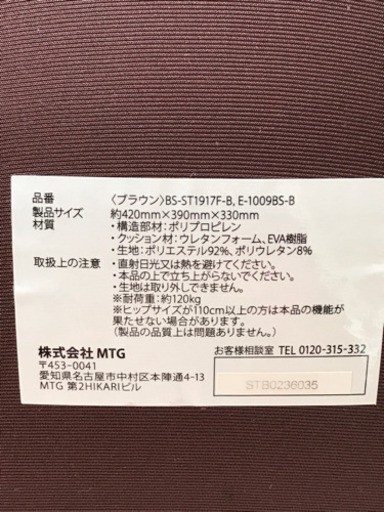 品番 〈ブラウン〉BS-ST1917F-B, E-1009BS-B
製品サイズ 約420mm×390mm×330mm
材質 ・構造部材：ポリプロピレン
・クッション材：ウレタンフォーム、EVA樹脂
・生地：ポリエステル92%、ポリウレタン8%
取扱上の注意 ・直射日光又は熱を避けてください。
・本品の上で立ち上がらないでください。
・生地は取り外しできません。
※耐荷重：約120kg
※ヒップサイズが110cm以上の方は本品の機能が
果たせない場合があります。
（製品の品質上は問題ありません。）
株式会社 MTG お客様相談室 TEL 0120-315-332
〒453-0041
愛知県名古屋市中村区本陣通4-13
MTG 第2HIKARIビル
STB0236035